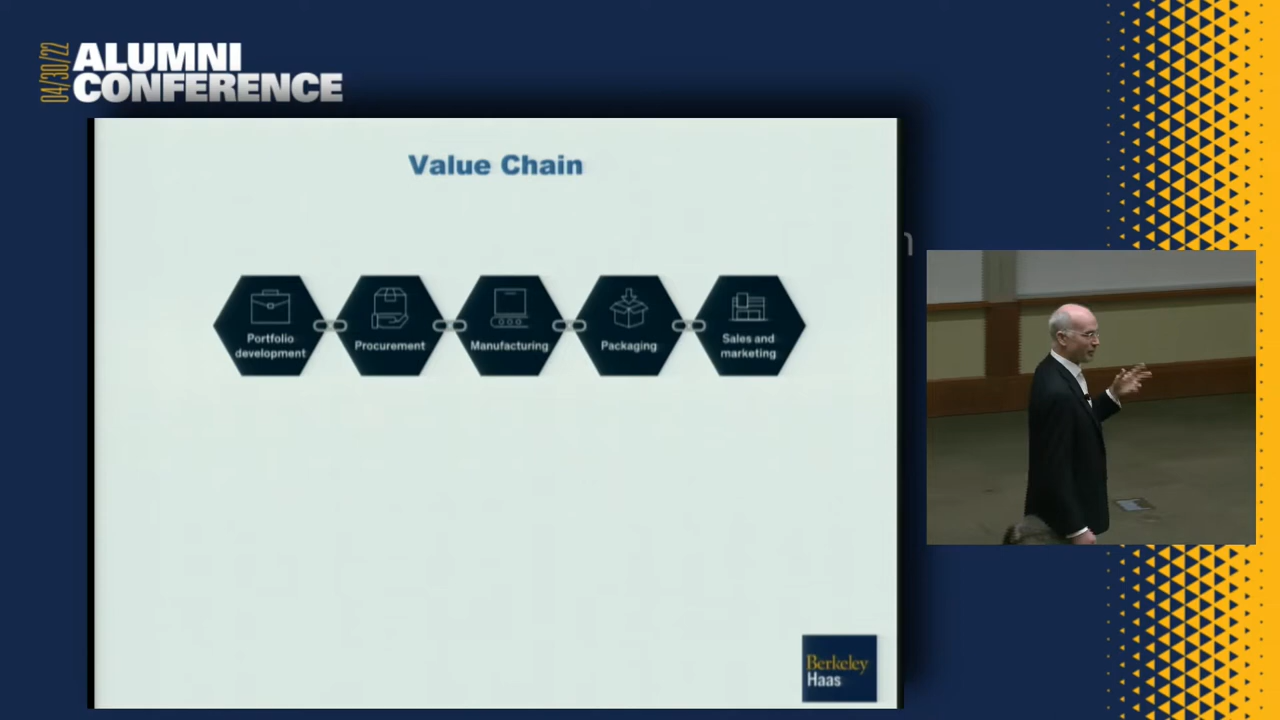 04/30/22
ALUMNI
CONFERENCE
Value Chain
Portfolio
development
Procurement
Manufacturing
Packaging
Sales and
marketing
n
Berkeley
Haas